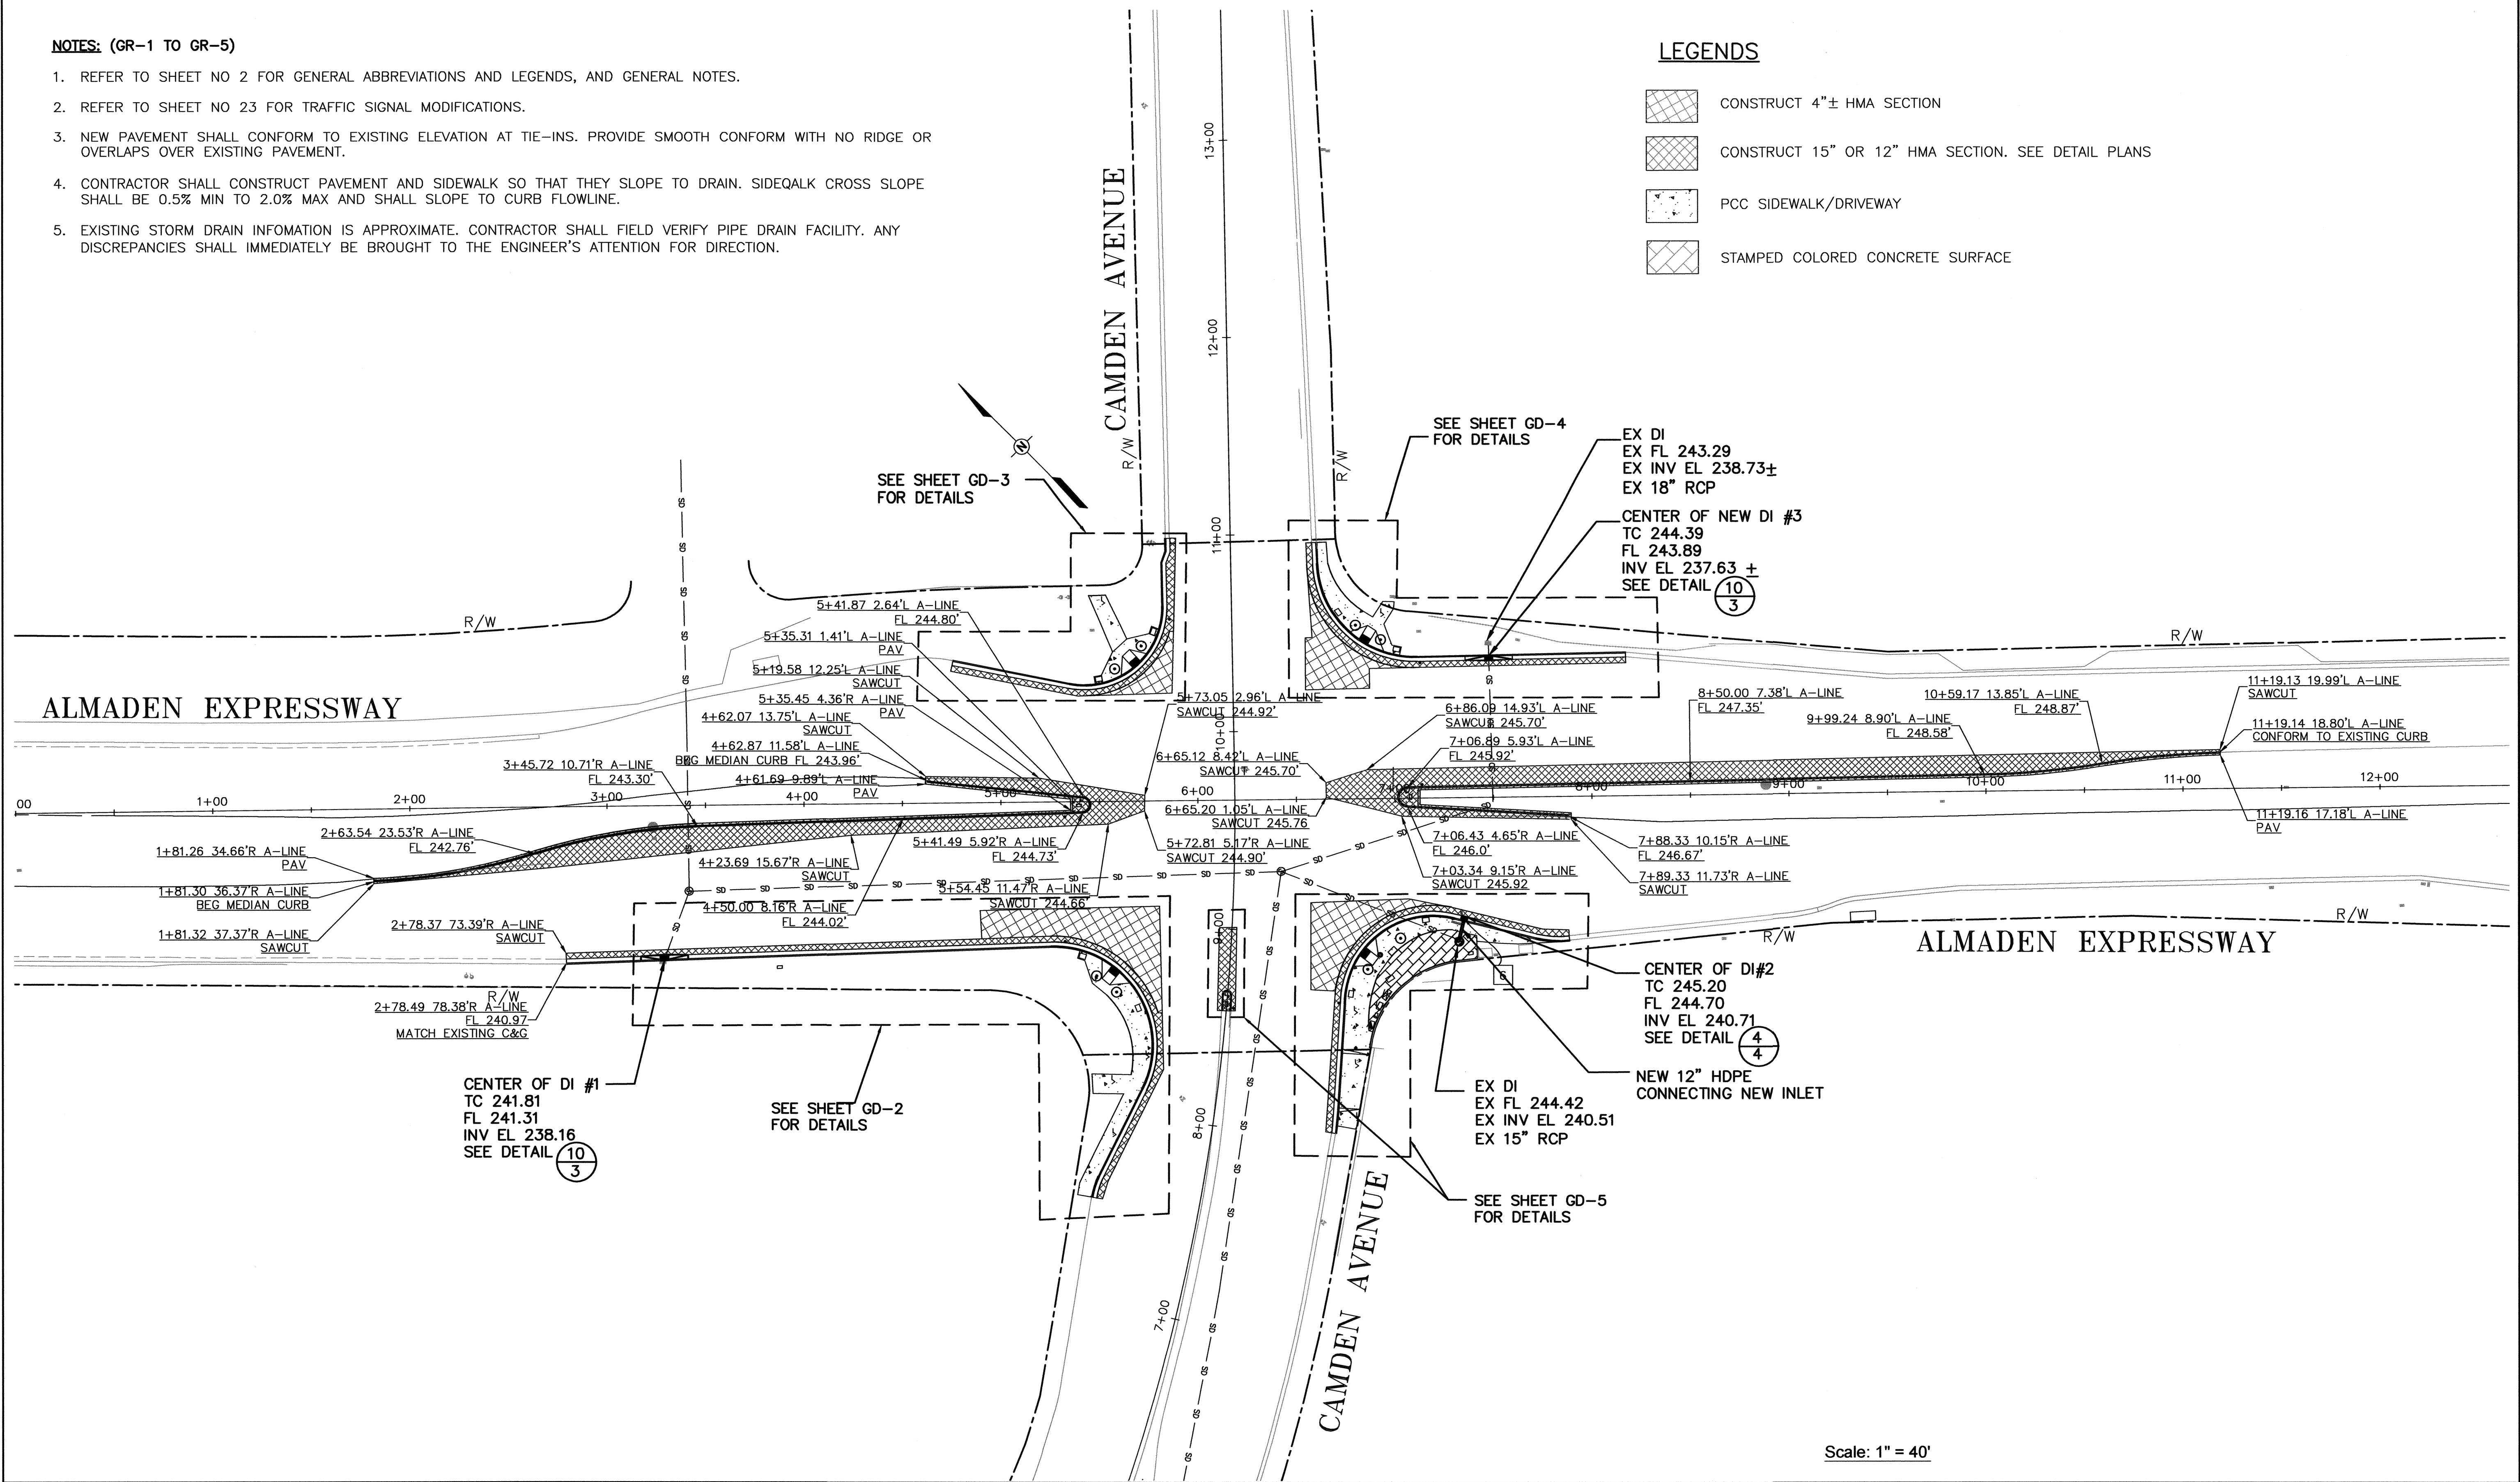 NOTES: (GR-1 TO GR-5)
1. REFER TO SHEET NO 2 FOR GENERAL ABBREVIATIONS AND LEGENDS, AND GENERAL NOTES.
2. REFER TO SHEET NO 23 FOR TRAFFIC SIGNAL MODIFICATIONS.
3. NEW PAVEMENT SHALL CONFORM TO EXISTING ELEVATION AT TIE-INS. PROVIDE SMOOTH CONFORM WITH NO RIDGE OR
OVERLAPS OVER EXISTING PAVEMENT.
4. CONTRACTOR SHALL CONSTRUCT PAVEMENT AND SIDEWALK SO THAT THEY SLOPE TO DRAIN. SIDEQALK CROSS SLOPE
SHALL BE 0.5% MIN TO 2.0% MAX AND SHALL SLOPE TO CURB FLOWLINE.
5. EXISTING STORM DRAIN INFOMATION IS APPROXIMATE. CONTRACTOR SHALL FIELD VERIFY PIPE DRAIN FACILITY. ANY
DISCREPANCIES SHALL IMMEDIATELY BE BROUGHT TO THE ENGINEER'S ATTENTION FOR DIRECTION.
LEGENDS
CONSTRUCT 4"± HMA SECTION
CONSTRUCT 15" OR 12" HMA SECTION. SEE DETAIL PLANS
PCC SIDEWALK/DRIVEWAY
STAMPED COLORED CONCRETE SURFACE
CAMDEN AVENUE
13+00
12+00
11+00
10+00
R/W
R/W
N
SEE SHEET GD-3
FOR DETAILS
SEE SHEET GD-4
FOR DETAILS
EX DI
EX FL 243.29
EX INV EL 238.73±
EX 18" RCP
CENTER OF NEW DI #3
TC 244.39
FL 243.89
INV EL 237.63 ±
SEE DETAIL 10
3
R/W
R/W
ALMADEN EXPRESSWAY
5+41.87 2.64'L A-LINE
FL 244.80'
5+35.31 1.41'L A-LINE
PAV
5+19.58 12.25'L A-LINE
SAWCUT
5+35.45 4.36'R A-LINE
PAV
4+62.07 13.75'L A-LINE
SAWCUT
4+62.87 11.58'L A-LINE
BEG MEDIAN CURB FL 243.96'
4+61.69 9.89'L A-LINE
PAV
3+45.72 10.71'R A-LINE
FL 243.30'
5+73.05 2.96'L A-LINE
SAWCUT 244.92'
6+65.12 8.42'L A-LINE
SAWCUT 245.70'
6+65.20 1.05'L A-LINE
SAWCUT 245.76
6+86.09 14.93'L A-LINE
SAWCUT 245.70'
7+06.89 5.93'L A-LINE
FL 245.92'
8+50.00 7.38'L A-LINE
FL 247.35'
9+99.24 8.90'L A-LINE
FL 248.58'
10+59.17 13.85'L A-LINE
FL 248.87'
11+19.13 19.99'L A-LINE
SAWCUT
11+19.14 18.80'L A-LINE
CONFORM TO EXISTING CURB
11+19.16 17.18'L A-LINE
PAV
00
1+00
2+00
3+00
4+00
5+00
6+00
7+00
8+00
9+00
10+00
11+00
12+00
2+63.54 23.53'R A-LINE
FL 242.76'
1+81.26 34.66'R A-LINE
PAV
1+81.30 36.37'R A-LINE
BEG MEDIAN CURB
1+81.32 37.37'R A-LINE
SAWCUT
4+23.69 15.67'R A-LINE
SAWCUT
4+50.00 8.16'R A-LINE
FL 244.02'
5+41.49 5.92'R A-LINE
FL 244.73'
5+54.45 11.47'R A-LINE
SAWCUT 244.66'
5+72.81 5.17'R A-LINE
SAWCUT 244.90'
7+06.43 4.65'R A-LINE
FL 246.0'
7+03.34 9.15'R A-LINE
SAWCUT 245.92
7+88.33 10.15'R A-LINE
FL 246.67'
7+89.33 11.73'R A-LINE
SAWCUT
2+78.37 73.39'R A-LINE
SAWCUT
2+78.49 78.38'R A-LINE
FL 240.97
MATCH EXISTING C&G
R/W
R/W
R/W
ALMADEN EXPRESSWAY
SD SD SD SD SD SD SD SD
6
CENTER OF DI #1
TC 241.81
FL 241.31
INV EL 238.16
SEE DETAIL 10
3
SEE SHEET GD-2
FOR DETAILS
CENTER OF DI#2
TC 245.20
FL 244.70
INV EL 240.71
SEE DETAIL 4
4
NEW 12" HDPE
CONNECTING NEW INLET
EX DI
EX FL 244.42
EX INV EL 240.51
EX 15" RCP
SEE SHEET GD-5
FOR DETAILS
9+00
8+00
7+00
CAMDEN AVENUE
Scale: 1" = 40'